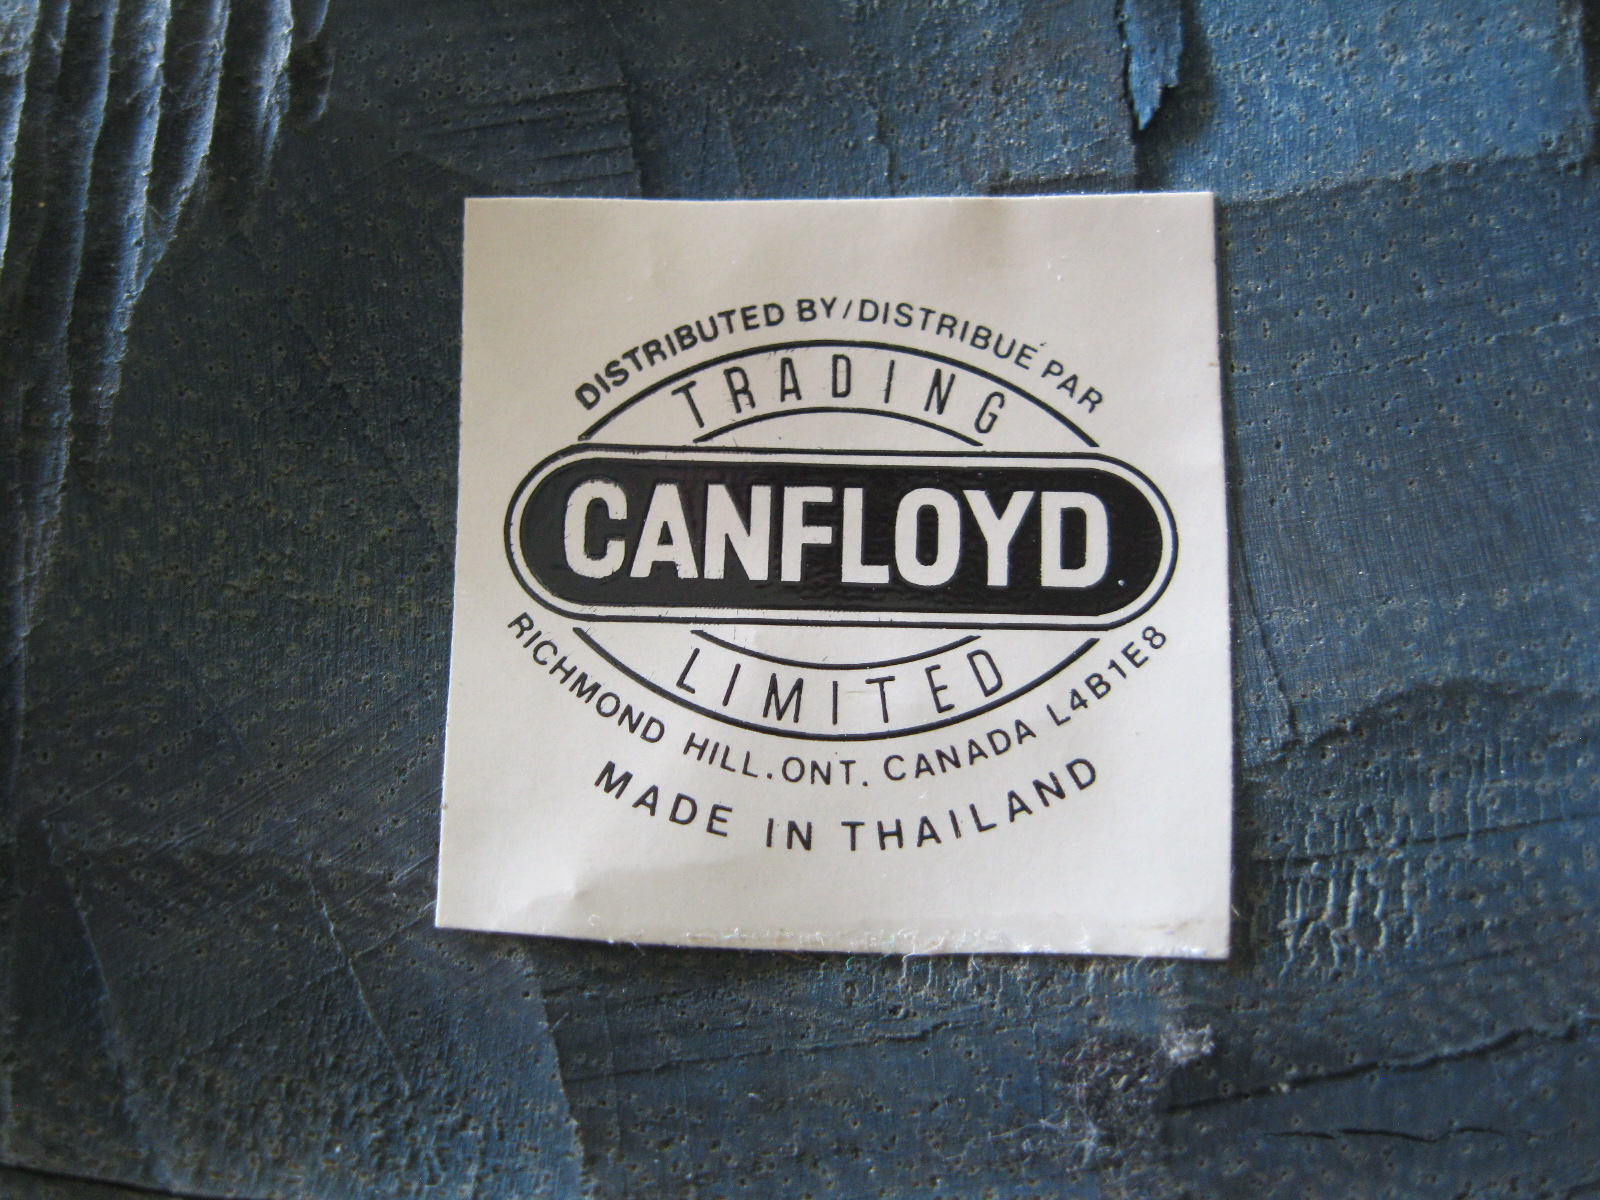 DISTRIBUTED BY/DISTRIBUÉ PAR
TRADING
CANFLOYD
LIMITED
RICHMOND HILL. ONT. CANADA L4B1E8
MADE IN THAILAND